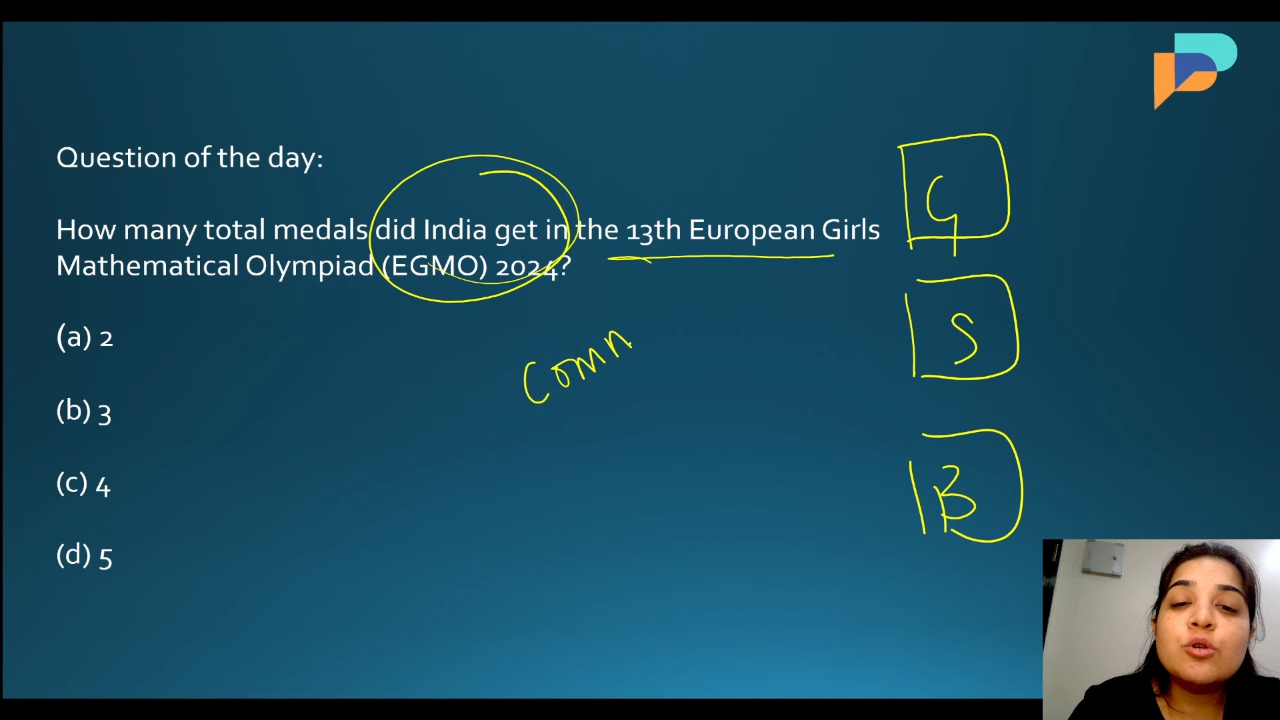 Question of the day:
How many total medals did India get in the 13th European Girls
Mathematical Olympiad (EGMO) 2024?
(a) 2
(b) 3
(c) 4
(d) 5
Comn
G
S
B